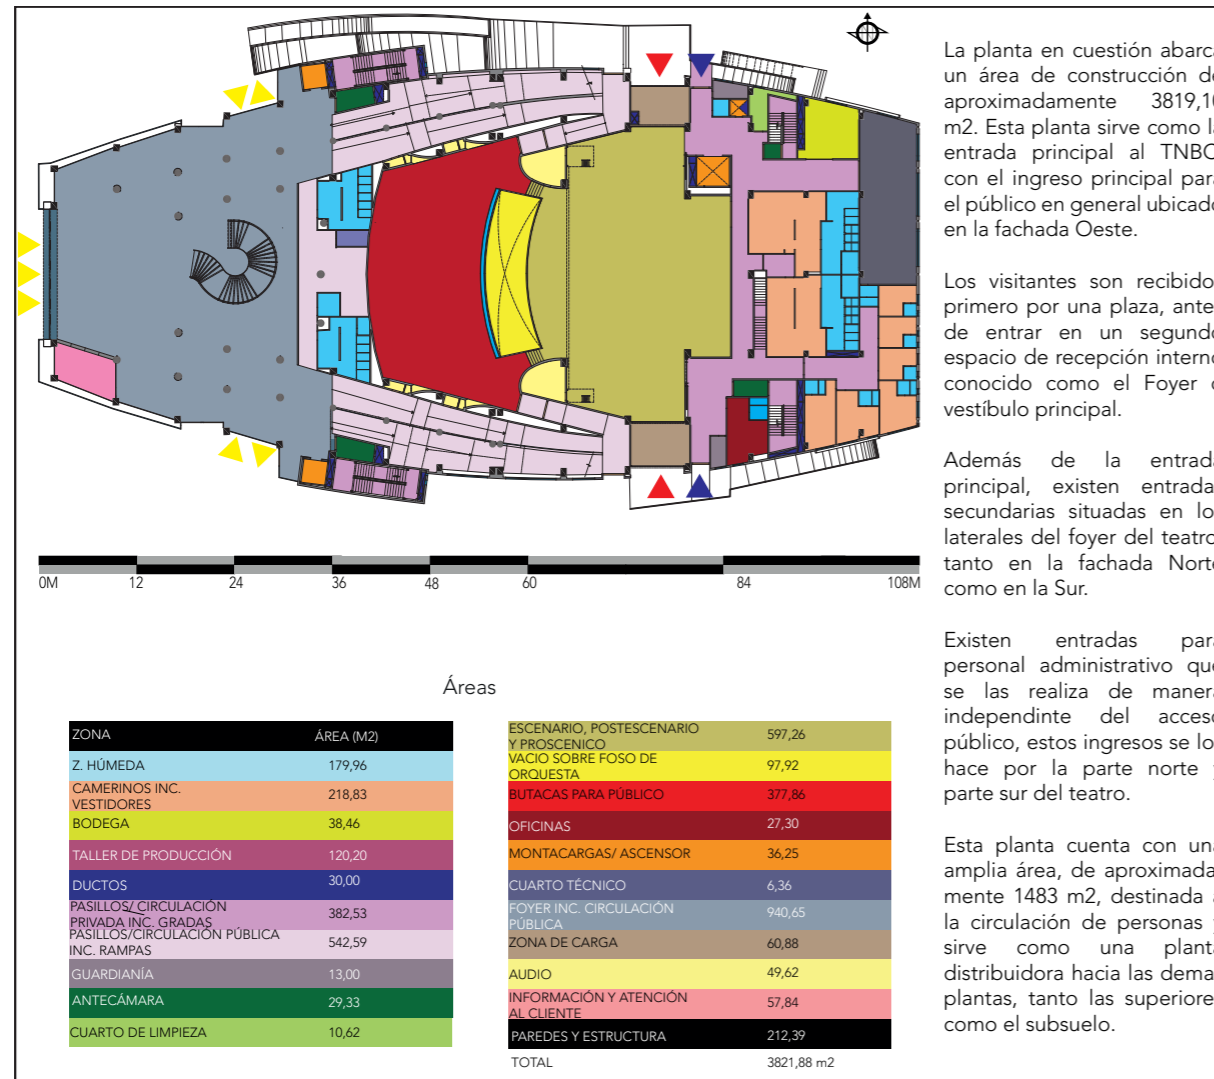 La planta en cuestión abarca
un área de construcción de
aproximadamente 3819,10
m2. Esta planta sirve como la
entrada principal al TNBC
con el ingreso principal para
el público en general ubicado
en la fachada Oeste.
Los visitantes son recibido
primero por una plaza, ante
de entrar en un segundo
espacio de recepción interno
conocido como el Foyer o
vestíbulo principal.
Además de la entrada
principal, existen entrada
secundarias situadas en lo
laterales del foyer del teatro
tanto en la fachada Norte
como en la Sur.
Existen entradas para
personal administrativo que
se las realiza de manera
independinte del acceso
público, estos ingresos se lo
hace por la parte norte y
parte sur del teatro.
Esta planta cuenta con una
amplia área, de aproximada-
mente 1483 m2, destinada a
la circulación de personas y
sirve como una planta
distribuidora hacia las dema
plantas, tanto las superiore
como el subsuelo.
0M 12 24 36 48 60 84 108M
Áreas
ZONA ÁREA (M2)
Z. HÚMEDA 179,96
CAMERINOS INC.
VESTIDORES 218,83
BODEGA 38,46
TALLER DE PRODUCCIÓN 120,20
DUCTOS 30,00
PASILLOS/ CIRCULACIÓN
PRIVADA INC. GRADAS 382,53
PASILLOS/CIRCULACIÓN PÚBLICA
INC. RAMPAS 542,59
GUARDIANÍA 13,00
ANTECÁMARA 29,33
CUARTO DE LIMPIEZA 10,62
ESCENARIO, POSTESCENARIO
Y PROSCENICO 597,26
VACIO SOBRE FOSO DE
ORQUESTA 97,92
BUTACAS PARA PÚBLICO 377,86
OFICINAS 27,30
MONTACARGAS/ ASCENSOR 36,25
CUARTO TÉCNICO 6,36
FOYER INC. CIRCULACIÓN
PÚBLICA 940,65
ZONA DE CARGA 60,88
AUDIO 49,62
INFORMACIÓN Y ATENCIÓN
AL CLIENTE 57,84
PAREDES Y ESTRUCTURA 212,39
TOTAL 3821,88 m2